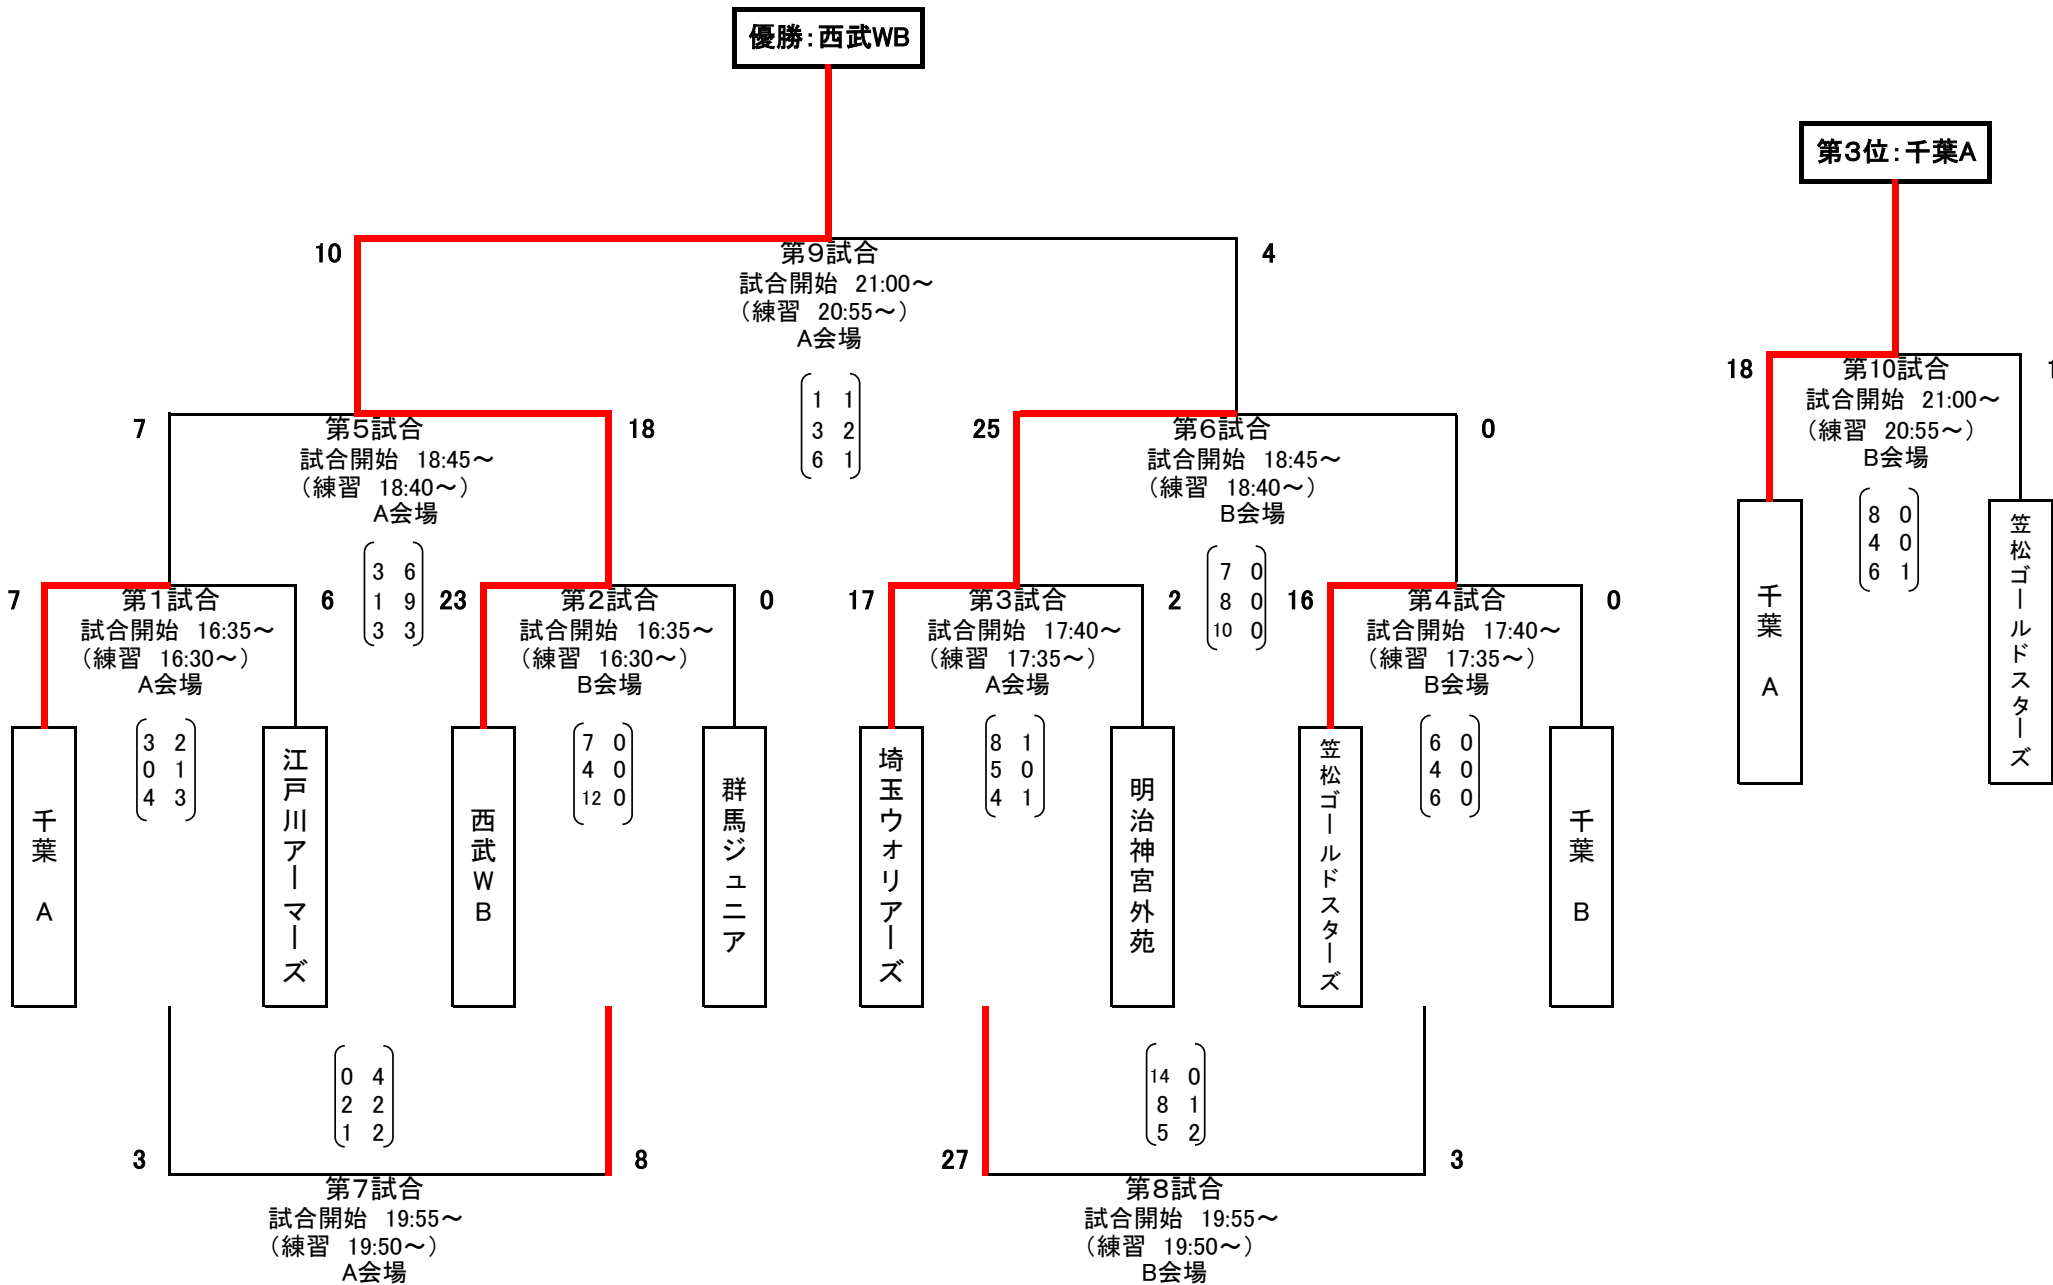 優勝:西武WB
第3位:千葉A
10
第9試合
4
試合開始 21:00～
(練習 20:55～)
A会場
1 1
3 2
6 1
18
第10試合
1
試合開始 21:00～
(練習 20:55～)
B会場
8 0
4 0
6 1
千葉 A
笠松ゴールドスターズ
7
第5試合
18
試合開始 18:45～
(練習 18:40～)
A会場
3 6
1 9
3 3
25
第6試合
0
試合開始 18:45～
(練習 18:40～)
B会場
7 0
8 0
10 0
7
第1試合
6
試合開始 16:35～
(練習 16:30～)
A会場
3 2
0 1
4 3
23
第2試合
0
試合開始 16:35～
(練習 16:30～)
B会場
7 0
4 0
12 0
17
第3試合
2
試合開始 17:40～
(練習 17:35～)
A会場
8 1
5 0
4 1
16
第4試合
0
試合開始 17:40～
(練習 17:35～)
B会場
6 0
4 0
6 0
千葉 A
江戸川アーマーズ
西武WB
群馬ジュニア
埼玉ウォリアーズ
明治神宮外苑
笠松ゴールドスターズ
千葉 B
0 4
2 2
1 2
3
8
第7試合
試合開始 19:55～
(練習 19:50～)
A会場
14 0
8 1
5 2
27
3
第8試合
試合開始 19:55～
(練習 19:50～)
B会場